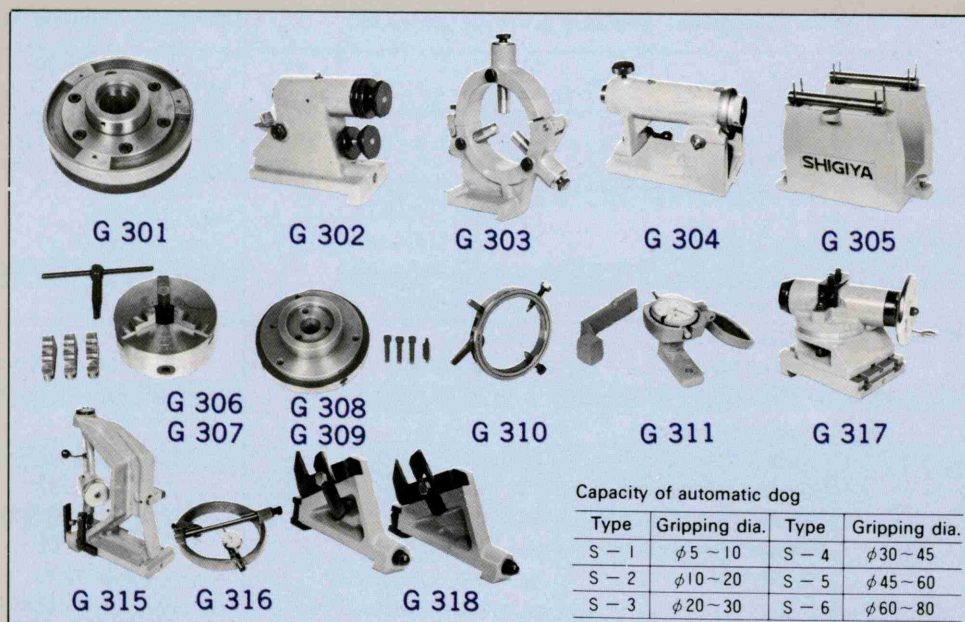 G 301
G 302
G 303
G 304
SHIGIYA
G 305
G 306
G 307
G 308
G 309
G 310
G 311
G 317
G 315
G 316
G 318
Capacity of automatic dog
Type Gripping dia. Type Gripping dia.
S - 1 φ5~10 S - 4 φ30~45
S - 2 φ10~20 S - 5 φ45~60
S - 3 φ20~30 S - 6 φ60~80